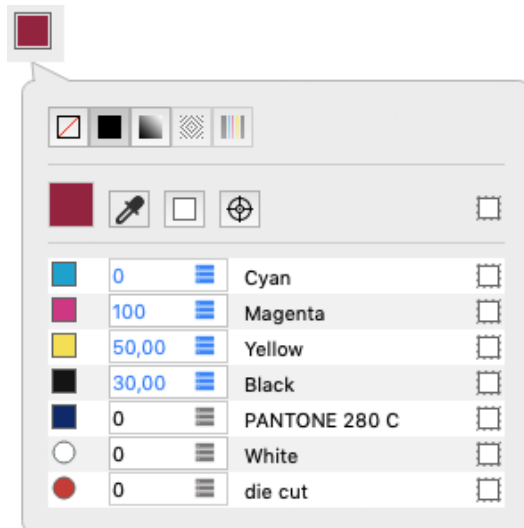 0 Cyan
100 Magenta
50,00 Yellow
30,00 Black
0 PANTONE 280 C
0 White
0 die cut